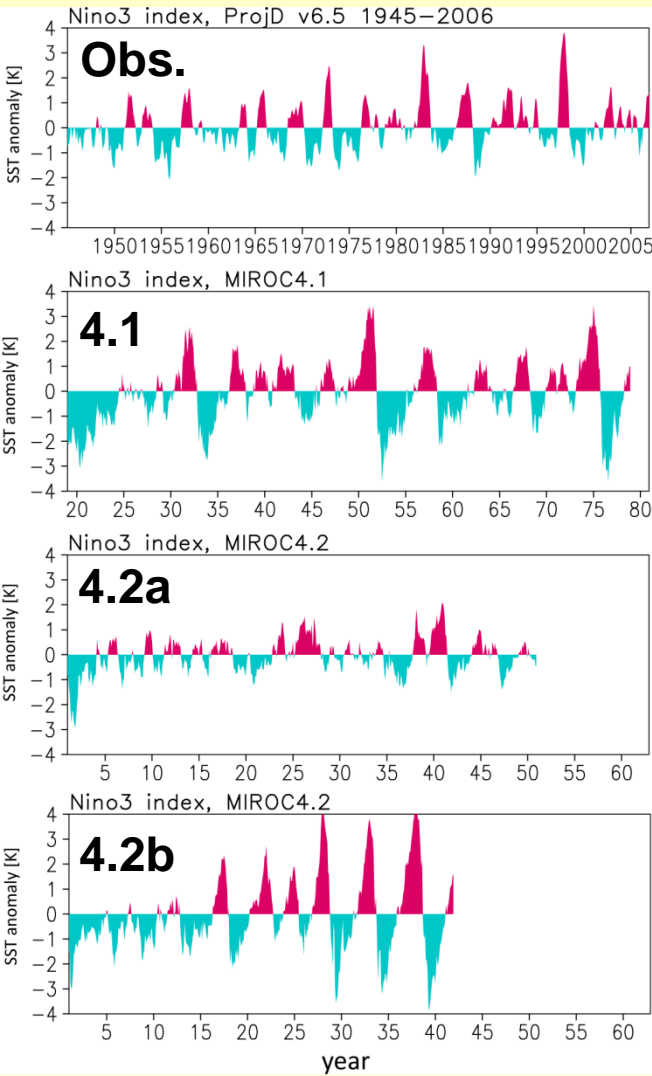 Nino3 index, ProjD v6.5 1945−2006
Obs.
SST anomaly [K]
4
3
2
1
0
−1
−2
−3
−4
1950 1955 1960 1965 1970 1975 1980 1985 1990 1995 2000 2005
Nino3 index, MIROC4.1
4.1
SST anomaly [K]
4
3
2
1
0
−1
−2
−3
−4
20 25 30 35 40 45 50 55 60 65 70 75 80
Nino3 index, MIROC4.2
4.2a
SST anomaly [K]
4
3
2
1
0
−1
−2
−3
−4
5 10 15 20 25 30 35 40 45 50 55 60
Nino3 index, MIROC4.2
4.2b
SST anomaly [K]
4
3
2
1
0
−1
−2
−3
−4
5 10 15 20 25 30 35 40 45 50 55 60
year